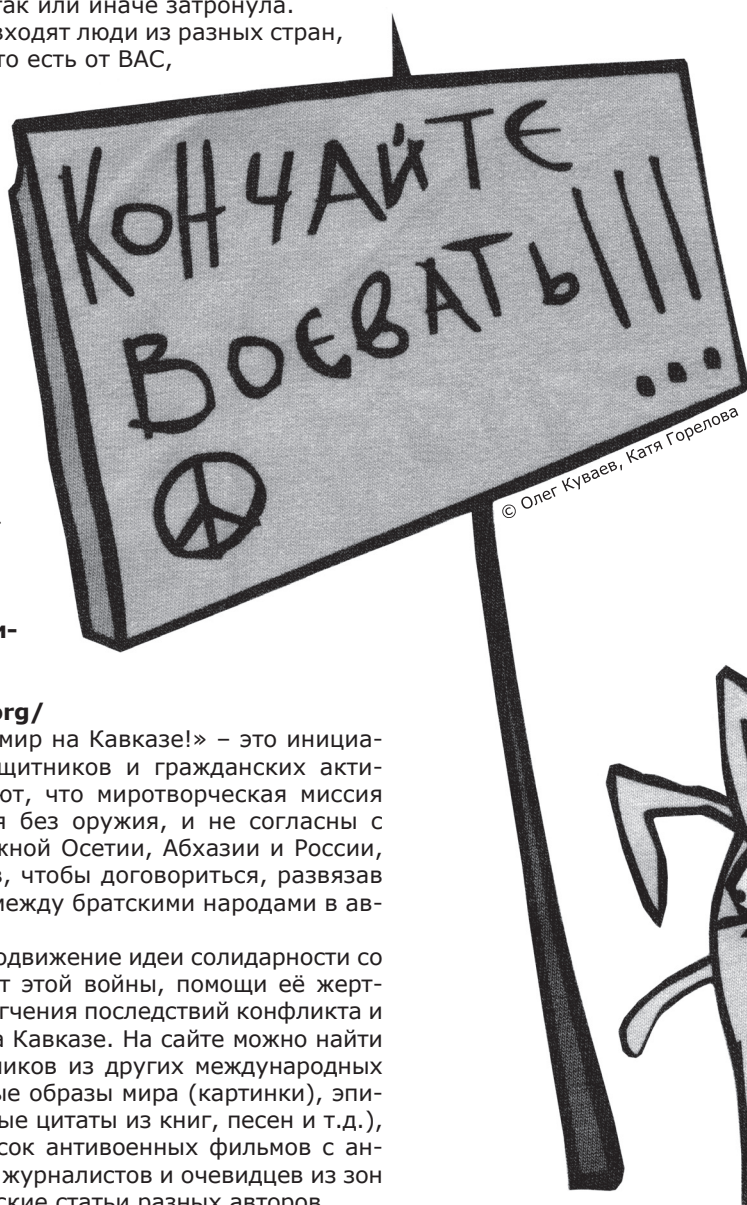 так или иначе затронула.
входят люди из разных стран,
то есть от ВАС,
КОНЧАЙТЕ
ВОЕВАТЬ!!!
© Олег Куваев, Катя Горелова
и-
org/
мир на Кавказе!» – это инициа-
щитников и гражданских акти-
ют, что миротворческая миссия
я без оружия, и не согласны с
жной Осетии, Абхазии и России,
в, чтобы договориться, развязав
между братскими народами в ав-
одвижение идеи солидарности со
т этой войны, помощи её жерт-
гчения последствий конфликта и
а Кавказе. На сайте можно найти
иков из других международных
ые образы мира (картинки), эпи-
ые цитаты из книг, песен и т.д.),
сок антивоенных фильмов с ан-
журналистов и очевидцев из зон
ские статьи разных авторов.